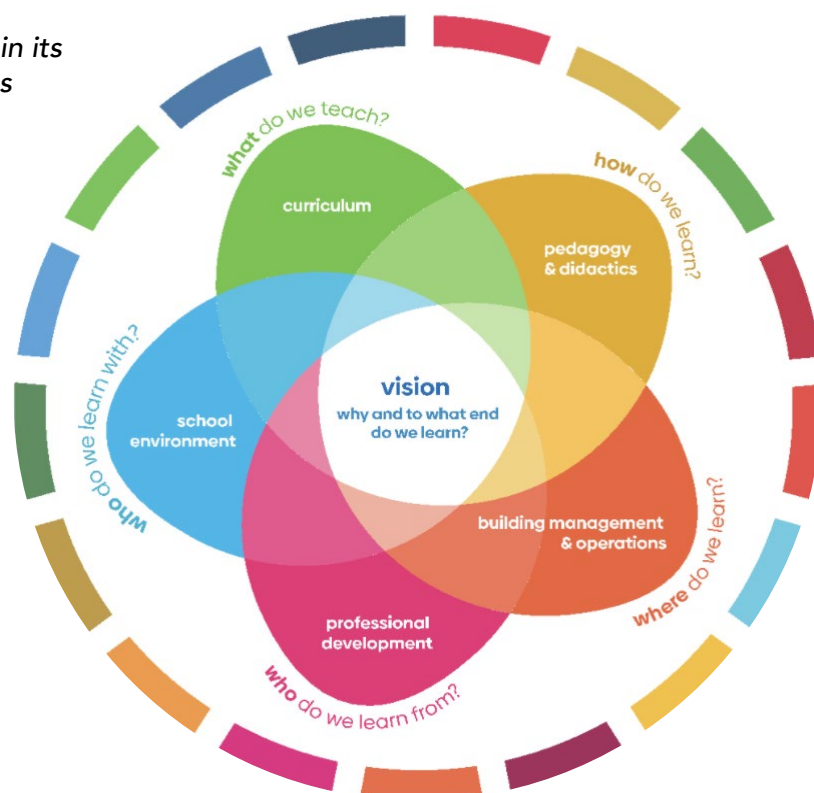 in its
s
what do we teach?
curriculum
how do we learn?
pedagogy
& didactics
vision
why and to what end
do we learn?
who do we learn with?
school
environment
building management
& operations
where do we learn?
professional
development
who do we learn from?